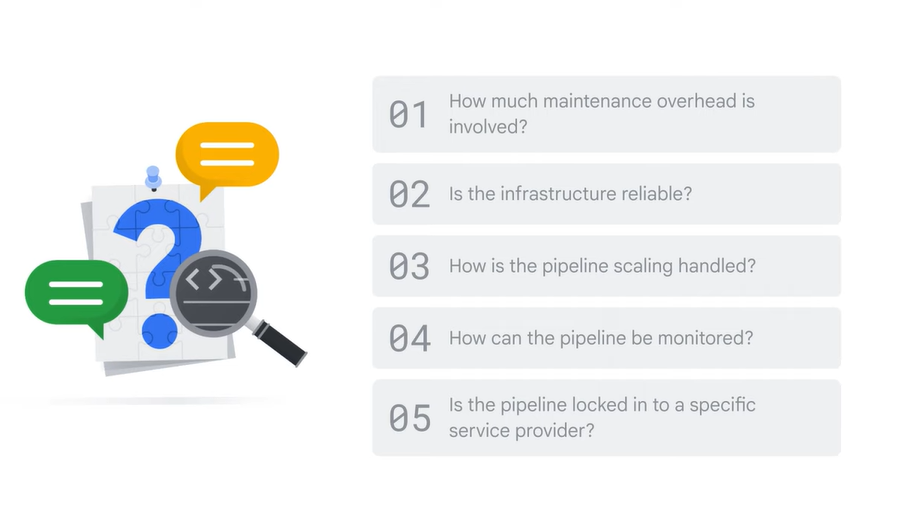 01
How much maintenance overhead is
involved?
02
Is the infrastructure reliable?
03
How is the pipeline scaling handled?
04
How can the pipeline be monitored?
05
Is the pipeline locked in to a specific
service provider?